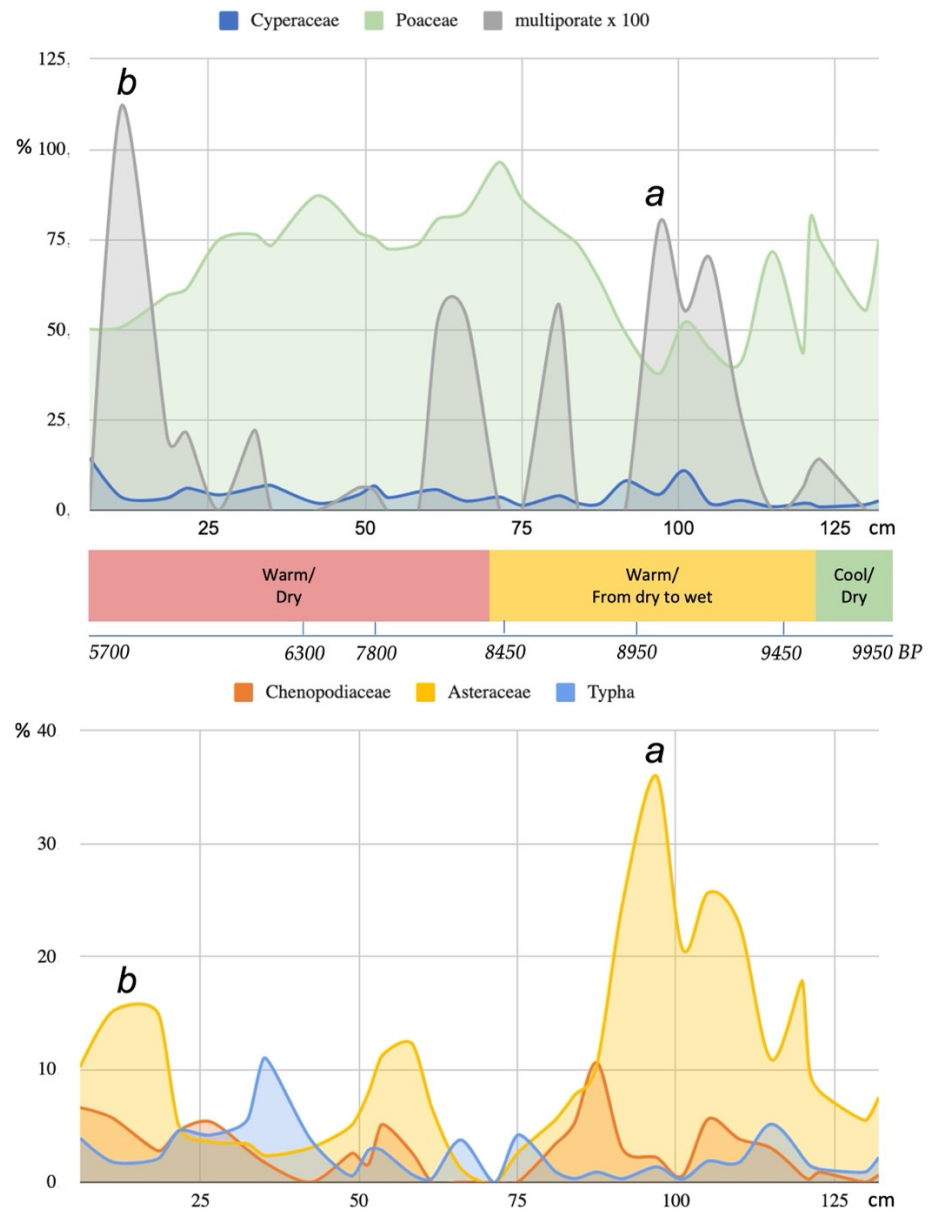 Cyperaceae Poaceae multiporate x 100
125
b
% 100
a
75
50
25
0
25 50 75 100 125 cm
Warm/ Warm/ Cool/
Dry From dry to wet Dry
5700 6300 7800 8450 8950 9450 9950 BP
Chenopodiaceae Asteraceae Typha
% 40
a
30
20
b
10
0
25 50 75 100 125 cm